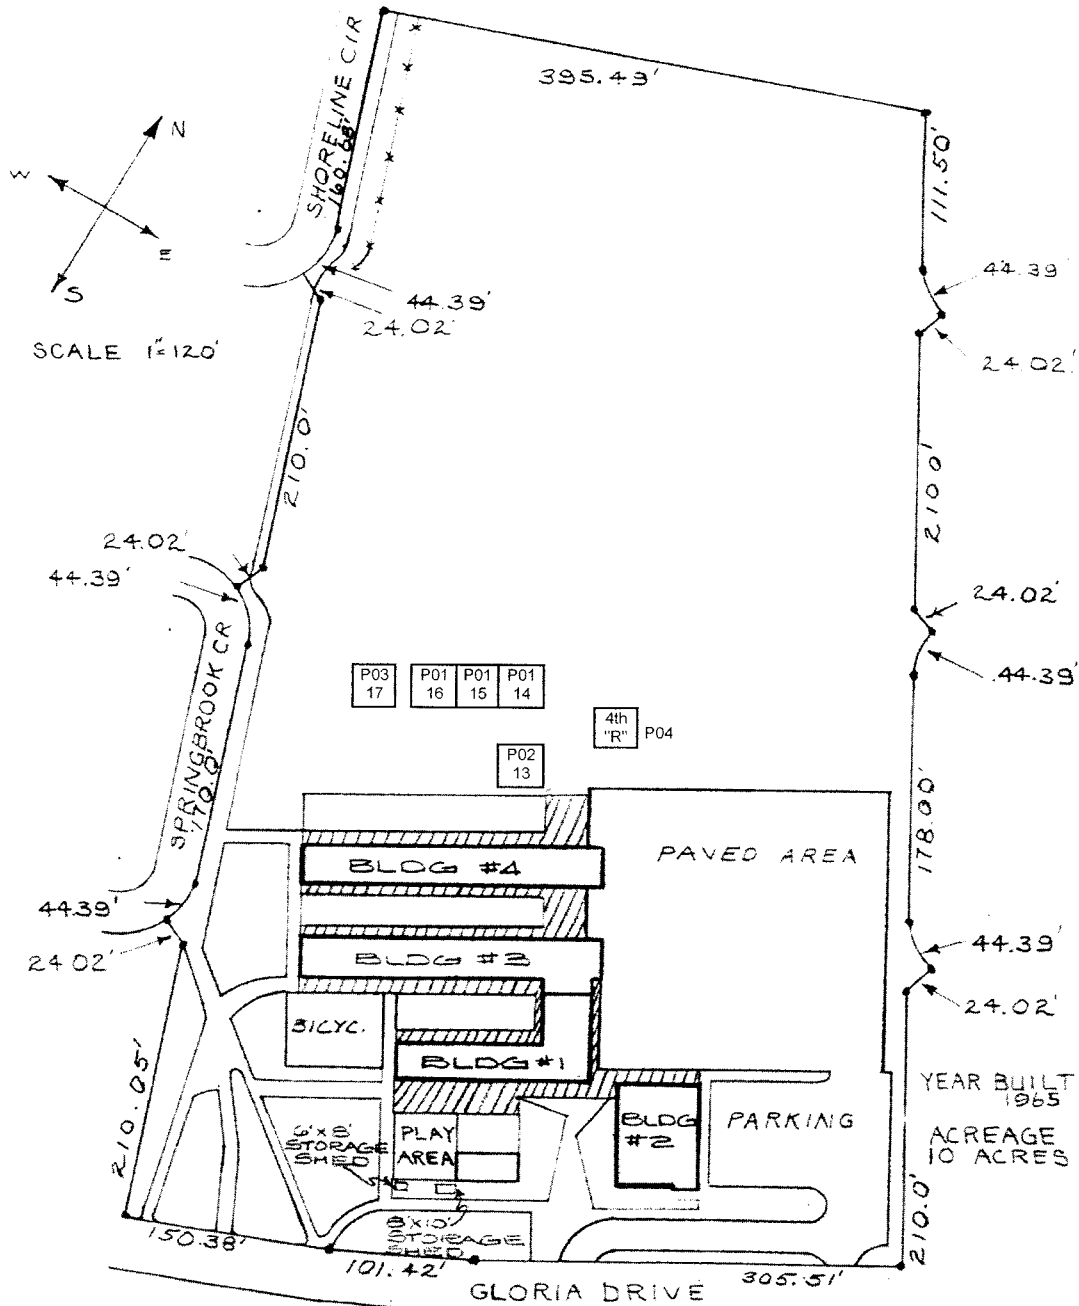 SHORELINE CIR
160.68'
395.49'
111.50'
N
W
E
S
SCALE 1"=120'
44.39'
24.02'
44.39'
24.02'
210.0'
210.0'
24.02'
44.39'
24.02'
44.39'
SPRINGBROOK CR
170.0'
P03
17
P01
16
P01
15
P01
14
4th
"R"
P04
P02
13
178.00'
BLDG #4
PAVED AREA
BLDG #3
44.39'
24.02'
44.39'
24.02'
BICYC.
BLDG #1
210.05'
6'x8'
STORAGE
SHED
PLAY
AREA
BLDG
#2
PARKING
YEAR BUILT
1965
ACREAGE
10 ACRES
210.0'
8'x10'
STORAGE
SHED
150.38'
101.42'
305.51'
GLORIA DRIVE